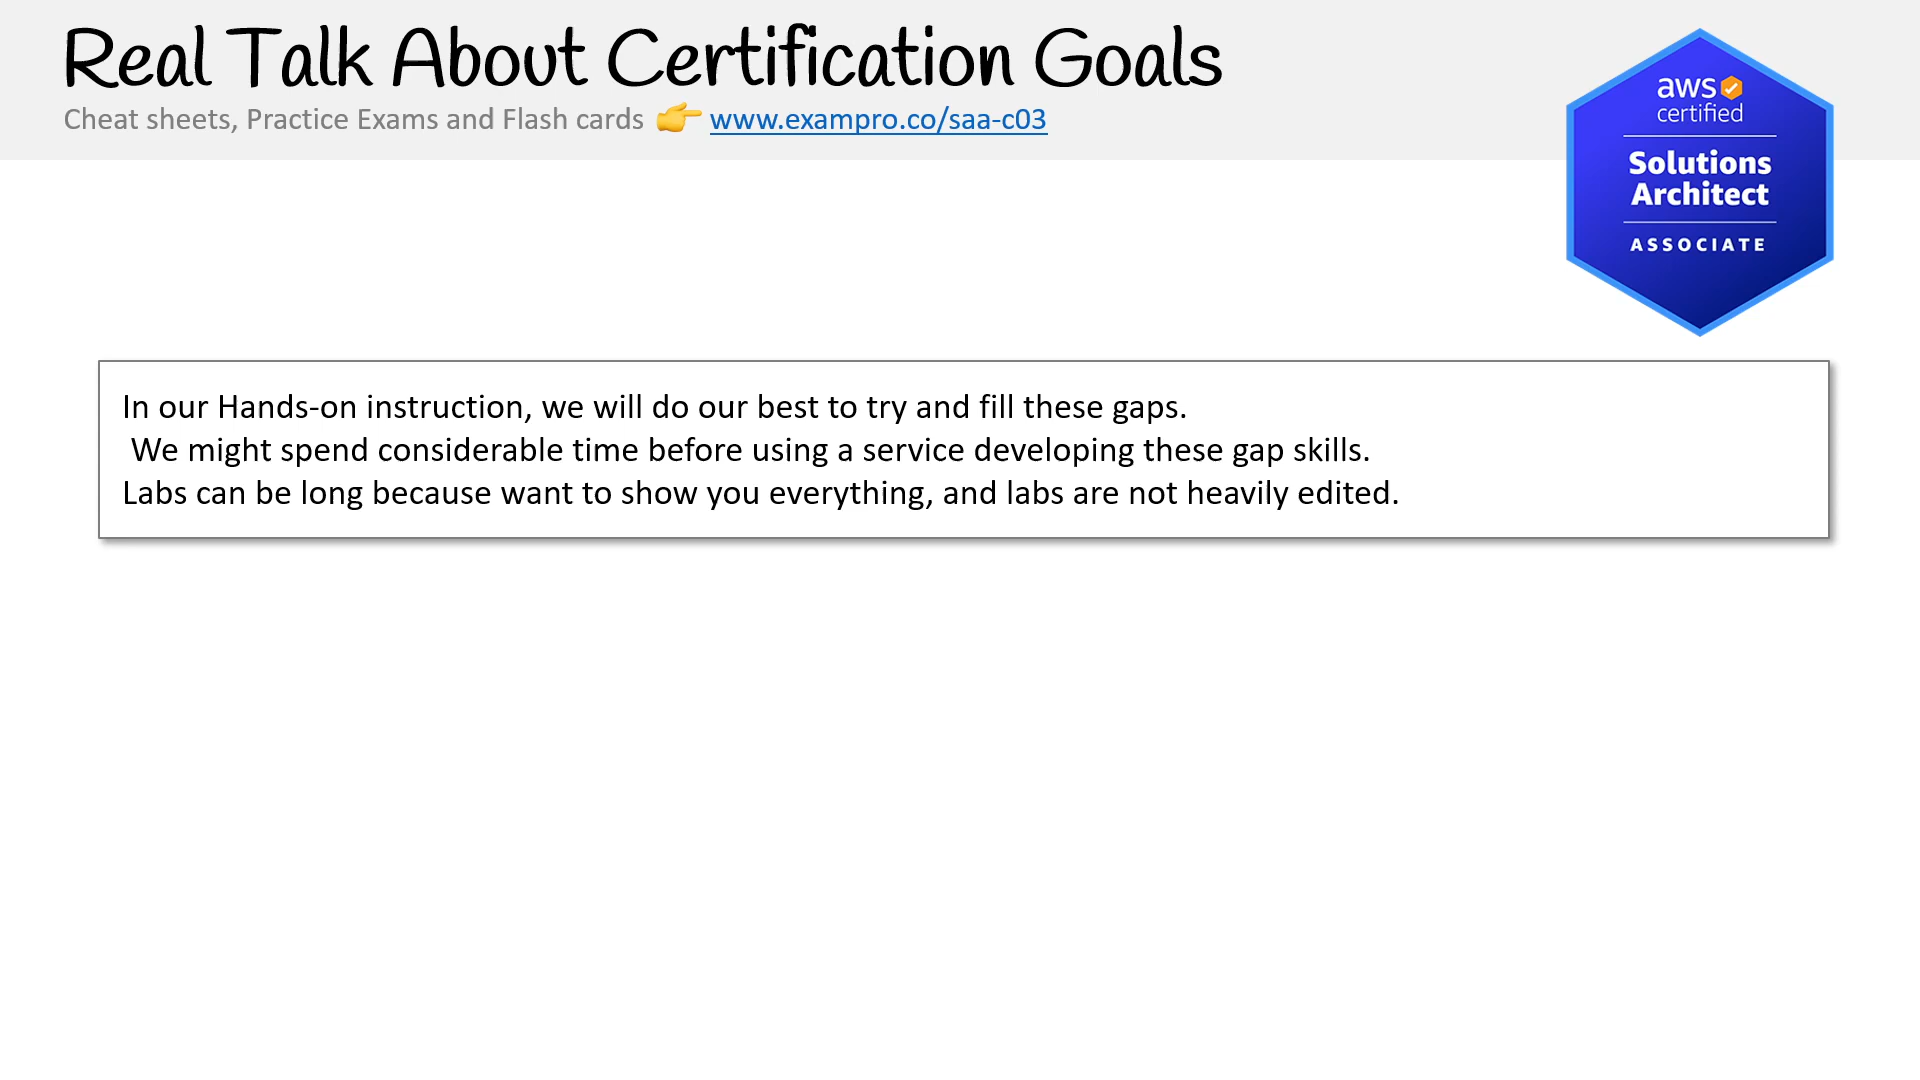 Real Talk About Certification Goals
Cheat sheets, Practice Exams and Flash cards 👉 www.exampro.co/saa-c03
aws
certified
Solutions
Architect
ASSOCIATE
In our Hands-on instruction, we will do our best to try and fill these gaps.
We might spend considerable time before using a service developing these gap skills.
Labs can be long because want to show you everything, and labs are not heavily edited.